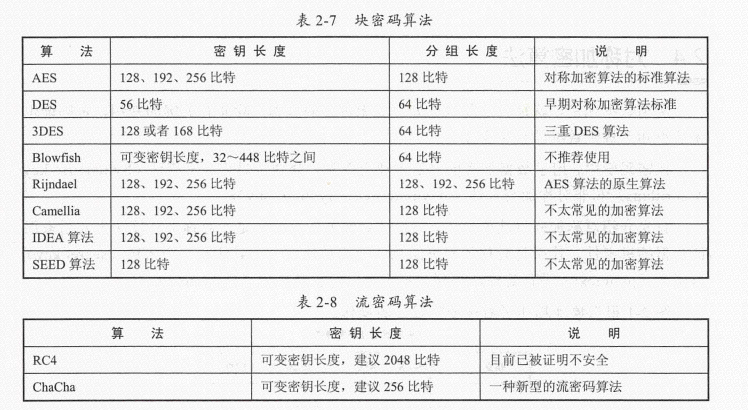 表 2-7 块密码算法
算 法 密 钥 长 度 分 组 长 度 说 明
AES 128、192、256 比特 128 比特 对称加密算法的标准算法
DES 56 比特 64 比特 早期对称加密算法标准
3DES 128 或者 168 比特 64 比特 三重 DES 算法
Blowfish 可变密钥长度，32～448 比特之间 64 比特 不推荐使用
Rijndael 128、192、256 比特 128、192、256 比特 AES 算法的原生算法
Camellia 128、192、256 比特 128 比特 不太常见的加密算法
IDEA 算法 128、192、256 比特 128 比特 不太常见的加密算法
SEED 算法 128 比特 128 比特 不太常见的加密算法
表 2-8 流密码算法
算 法 密 钥 长 度 说 明
RC4 可变密钥长度，建议 2048 比特 目前已被证明不安全
ChaCha 可变密钥长度，建议 256 比特 一种新型的流密码算法